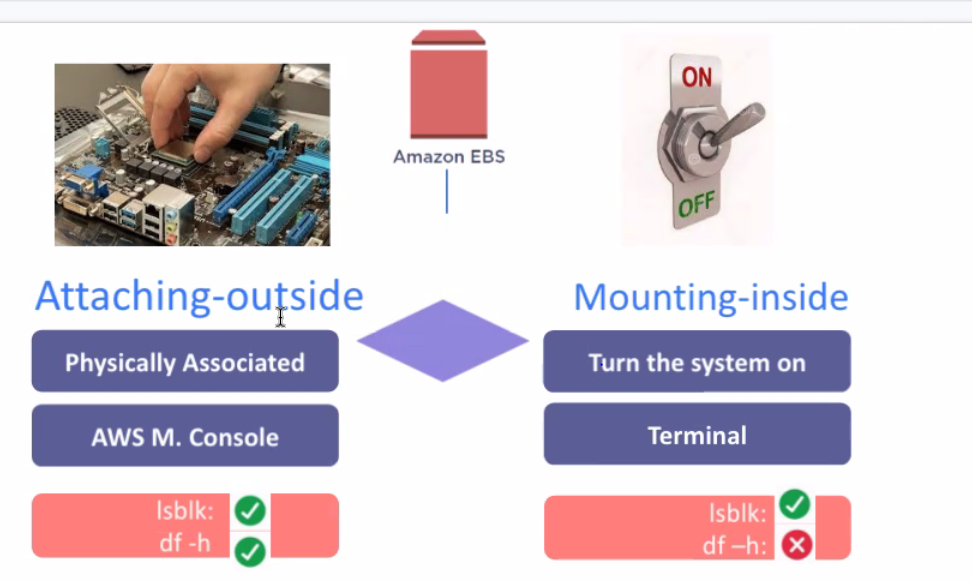 ON
Amazon EBS
OFF
Attaching-outside
Mounting-inside
Physically Associated
Turn the system on
AWS M. Console
Terminal
lsblk:
df -h
lsblk:
df –h: